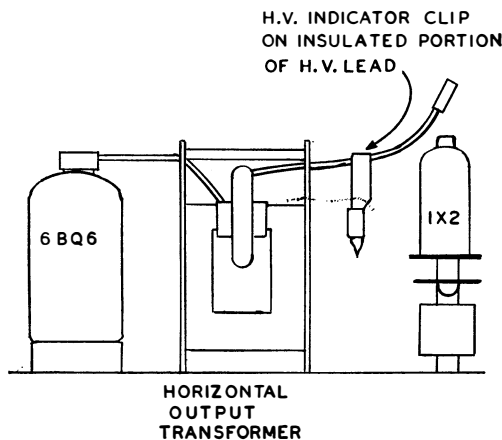 H.V. INDICATOR CLIP
ON INSULATED PORTION
OF H.V. LEAD
6BQ6
1X2
HORIZONTAL
OUTPUT
TRANSFORMER